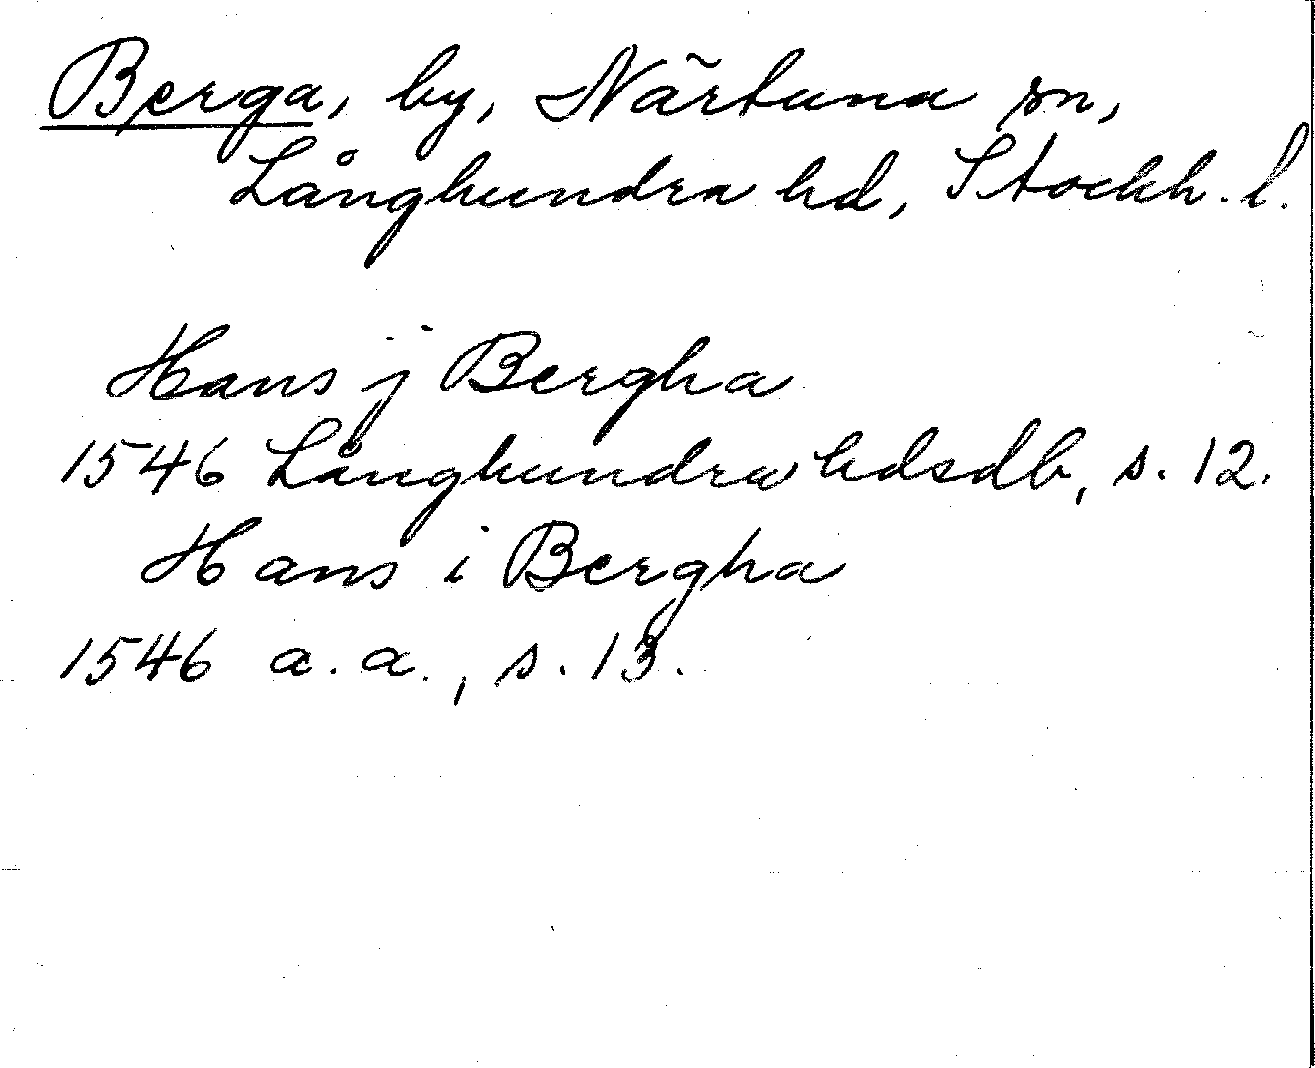 Berga, by, Närtuna sn,
Långhundra hd, Stockh. l.
Hans j Bergha
1546 Långhundra hdsdb, s. 12.
Hans i Bergha
1546 a. a., s. 13.